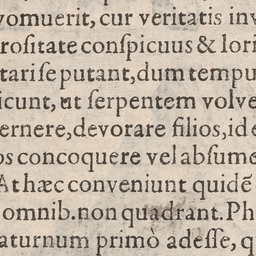 vomuerit, cur veritatis inv
rositate conſpicuus & lori
tari ſe putant, dum tempu
icunt, ut ſerpentem volve
ernere, devorare filios, id e
os concoquere vel abſume
At hæc conveniunt quidẽ
omnib. non quadrant. Ph
aturnum primò adeſſe, q